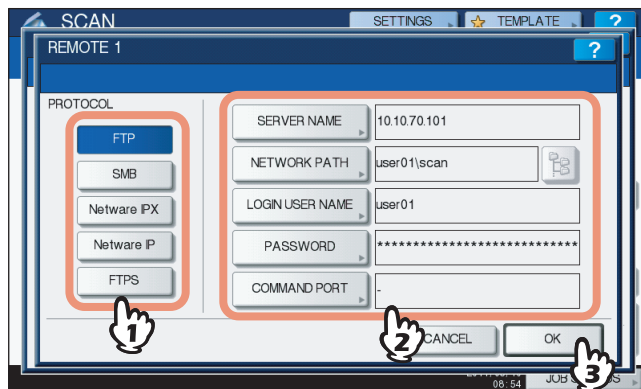 SCAN
SETTINGS
TEMPLATE
?
REMOTE 1
?
PROTOCOL
FTP
SMB
Netware IPX
Netware IP
FTPS
SERVER NAME
10.10.70.101
NETWORK PATH
user01\scan
LOGIN USER NAME
user01
PASSWORD
****************************
COMMAND PORT
-
1
2
3
CANCEL
OK
08:54
JOB S